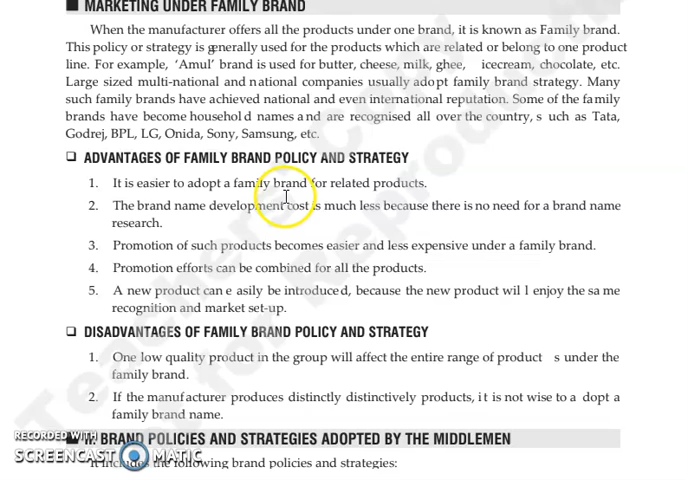 MARKETING UNDER FAMILY BRAND
When the manufacturer offers all the products under one brand, it is known as Family brand.
This policy or strategy is generally used for the products which are related or belong to one product
line. For example, ‘Amul’ brand is used for butter, cheese, milk, ghee, icecream, chocolate, etc.
Large sized multi-national and national companies usually adopt family brand strategy. Many
such family brands have achieved national and even international reputation. Some of the family
brands have become household names and are recognised all over the country, s uch as Tata,
Godrej, BPL, LG, Onida, Sony, Samsung, etc.
ADVANTAGES OF FAMILY BRAND POLICY AND STRATEGY
1. It is easier to adopt a family brand for related products.
2. The brand name development cost is much less because there is no need for a brand name
research.
3. Promotion of such products becomes easier and less expensive under a family brand.
4. Promotion efforts can be combined for all the products.
5. A new product can e asily be introduced, because the new product wil l enjoy the sa me
recognition and market set-up.
DISADVANTAGES OF FAMILY BRAND POLICY AND STRATEGY
1. One low quality product in the group will affect the entire range of product s under the
family brand.
2. If the manufacturer produces distinctly distinctively products, it is not wise to a dopt a
family brand name.
BRAND POLICIES AND STRATEGIES ADOPTED BY THE MIDDLEMEN
It includes the following brand policies and strategies:
RECORDED WITH
SCREENCAST MATIC